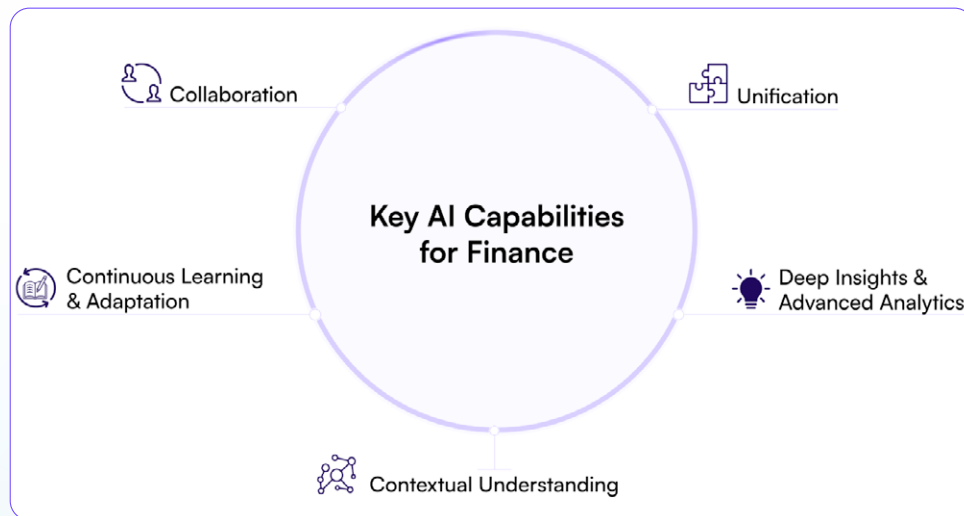 Collaboration
Unification
Key AI Capabilities
for Finance
Continuous Learning
& Adaptation
Deep Insights &
Advanced Analytics
Contextual Understanding